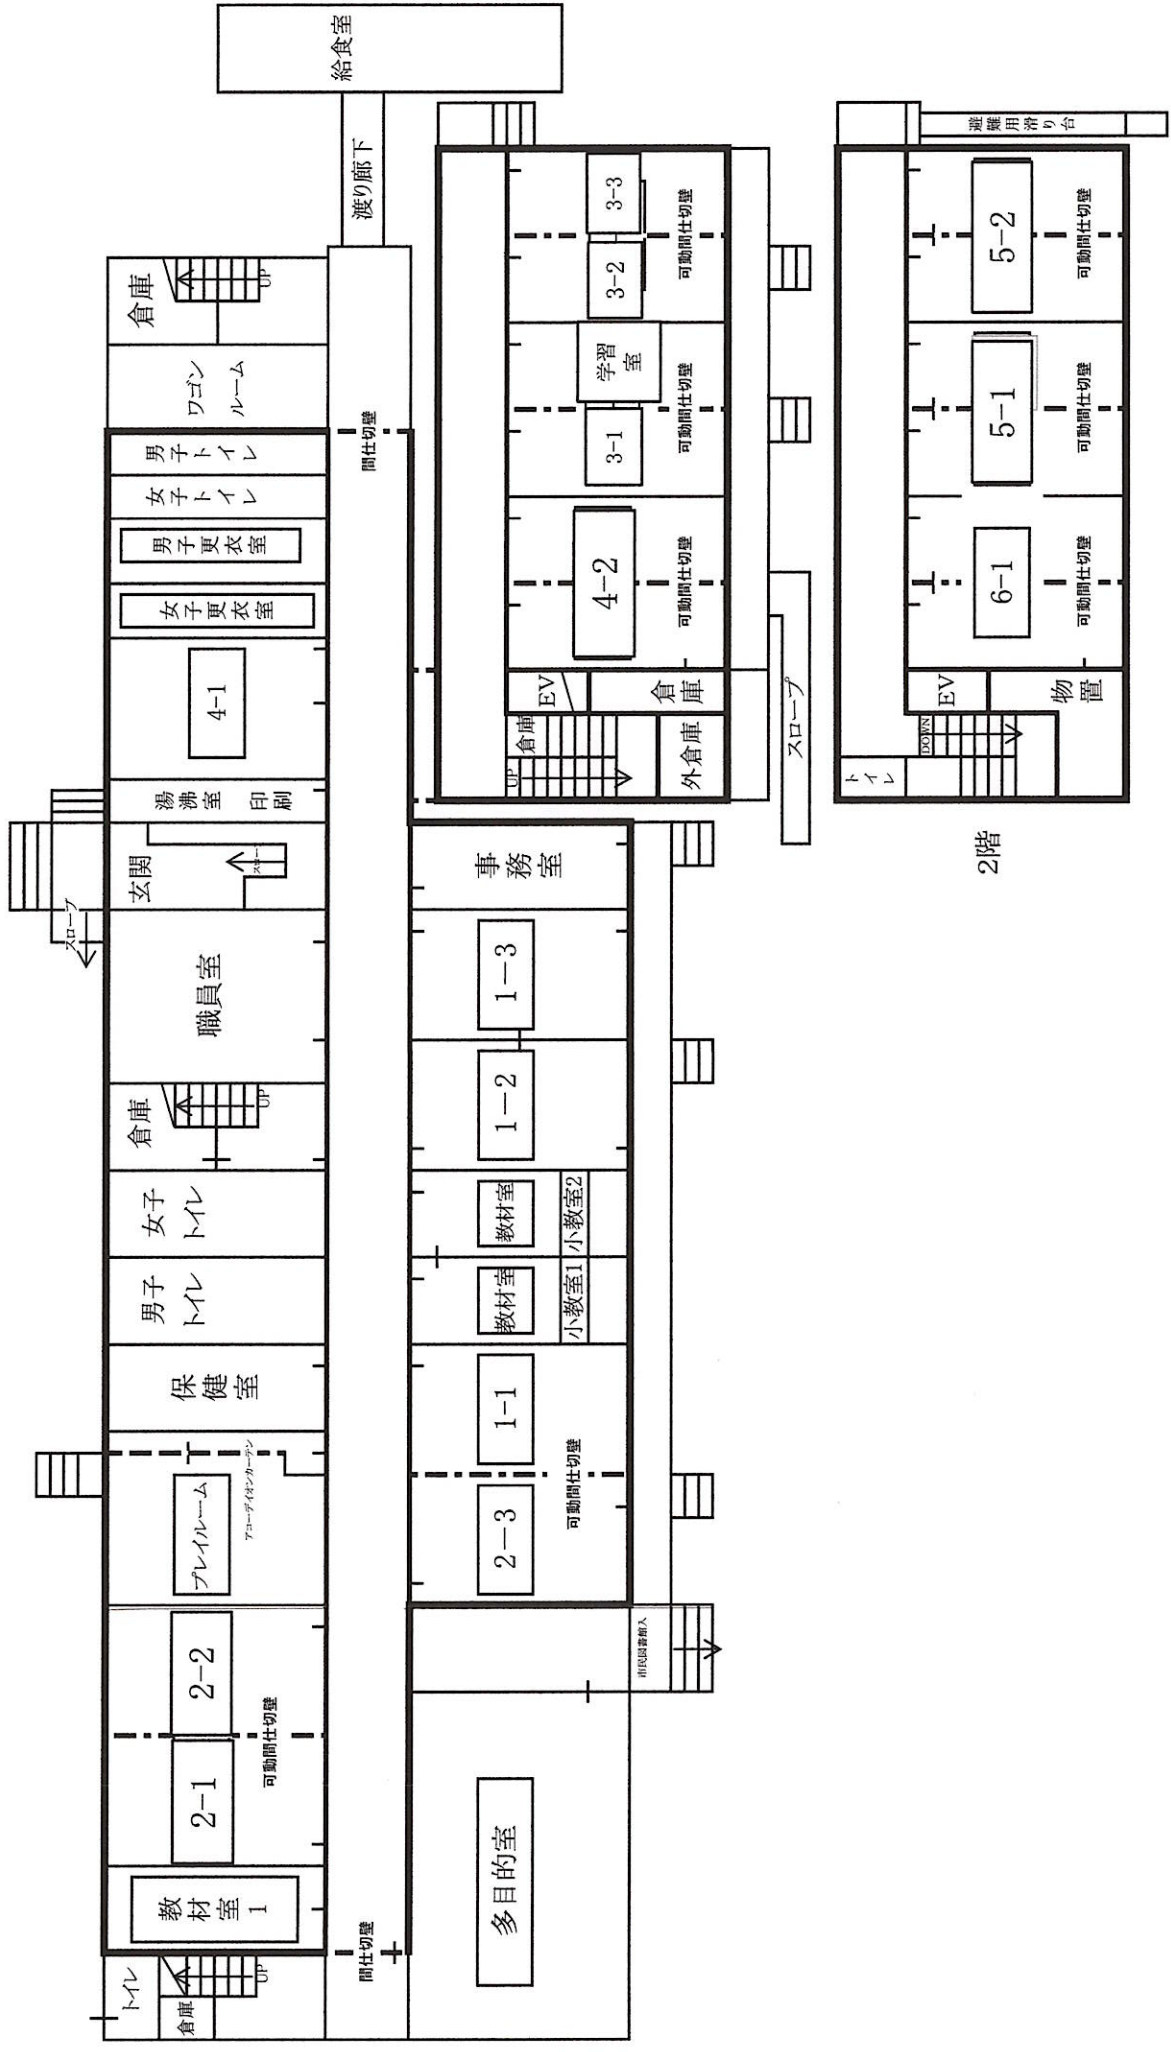 トイレ
倉庫
UP
教材室1
2-1
2-2
可動間仕切壁
プレイルーム
アコーディオンカーテン
保健室
男子トイレ
女子トイレ
倉庫
UP
職員室
スロープ
玄関
スロー
湯沸室
印刷
4-1
女子更衣室
男子更衣室
女子トイレ
男子トイレ
ワゴンルーム
倉庫
UP
間仕切壁
間仕切壁
渡り廊下
給食室
多目的室
市民図書館入
2-3
1-1
可動間仕切壁
教材室
小教室1
教材室
小教室2
1-2
1-3
事務室
UP
倉庫
外倉庫
EV
倉庫
4-2
可動間仕切壁
3-1
学習室
可動間仕切壁
3-2
3-3
可動間仕切壁
スロープ
2階
トイレ
DOWN
EV
物置
6-1
可動間仕切壁
5-1
可動間仕切壁
5-2
可動間仕切壁
避難用滑り台